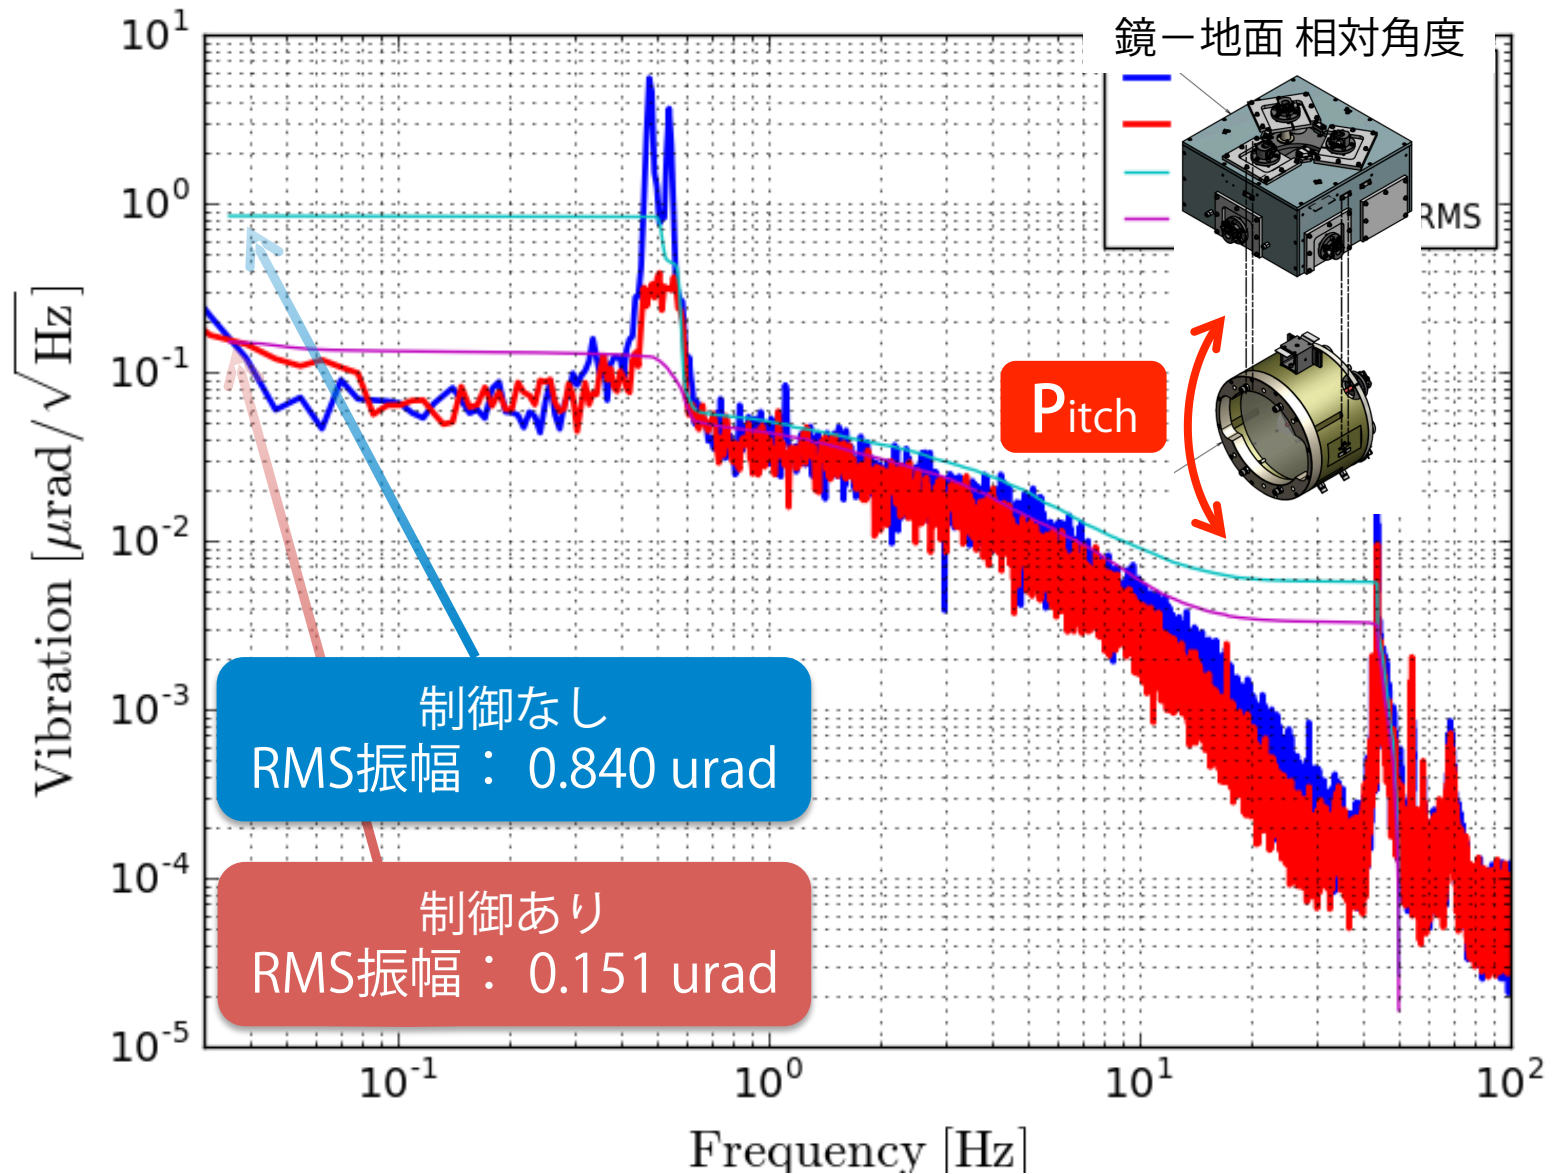 鏡ー地面 相対角度
RMS
Pitch
制御なし
RMS振幅： 0.840 urad
制御あり
RMS振幅： 0.151 urad
Vibration [μrad/√Hz]
10^1
10^0
10^-1
10^-2
10^-3
10^-4
10^-5
10^-1 10^0 10^1 10^2
Frequency [Hz]